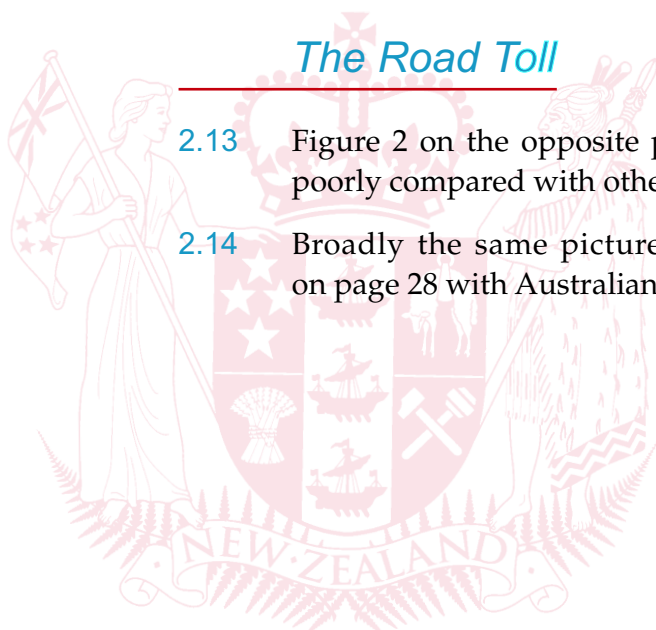 The Road Toll
2.13 Figure 2 on the opposite
poorly compared with othe
2.14 Broadly the same picture
on page 28 with Australian
NEW·ZEALAND